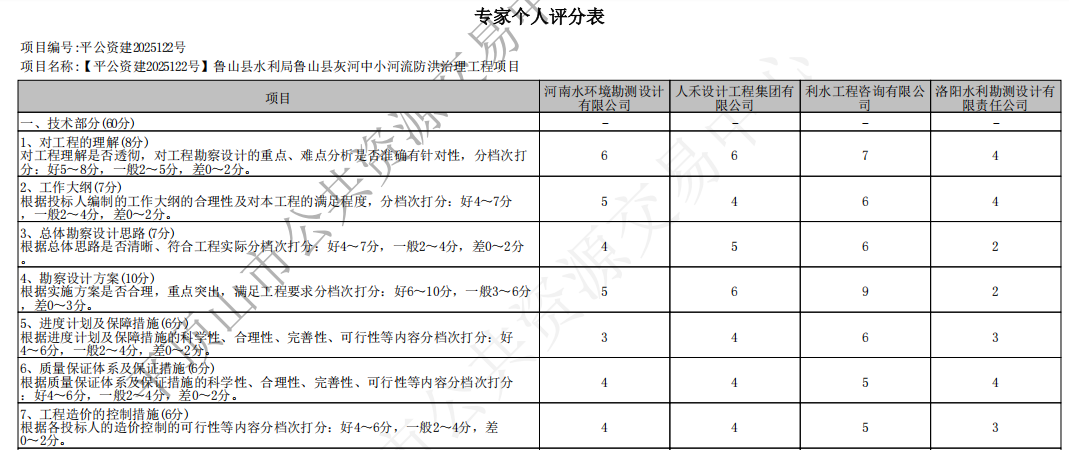 专家个人评分表
项目编号:平公资建2025122号
项目名称:【平公资建2025122号】鲁山县水利局鲁山县灰河中小河流防洪治理工程项目
项目 河南水环境勘测设计有限公司 人禾设计工程集团有限公司 利水工程咨询有限公司 洛阳水利勘测设计有限责任公司
一、技术部分(60分) - - - -
1、对工程的理解(8分)
对工程理解是否透彻，对工程勘察设计的重点、难点分析是否准确有针对性，分档次打
分：好5～8分，一般2～5分，差0～2分。 6 6 7 4
2、工作大纲(7分)
根据投标人编制的工作大纲的合理性及对本工程的满足程度，分档次打分：好4～7分
，一般2～4分，差0～2分。 5 4 6 4
3、总体勘察设计思路(7分)
根据总体思路是否清晰、符合工程实际分档次打分：好4～7分，一般2～4分，差0～2分
。 4 5 6 2
4、勘察设计方案(10分)
根据实施方案是否合理，重点突出，满足工程要求分档次打分：好6～10分，一般3～6分
，差0～3分。 5 6 9 2
5、进度计划及保障措施(6分)
根据进度计划及保障措施的科学性、合理性、完善性、可行性等内容分档次打分：好
4～6分，一般2～4分，差0～2分。 3 4 6 3
6、质量保证体系及保证措施(6分)
根据质量保证体系及保证措施的科学性、合理性、完善性、可行性等内容分档次打分
：好4～6分，一般2～4分，差0～2分。 4 4 5 4
7、工程造价的控制措施(6分)
根据各投标人的造价控制的可行性等内容分档次打分：好4～6分，一般2～4分，差
0～2分。 4 4 5 3
平顶山市公共资源交易中心
市公共资源交易中心